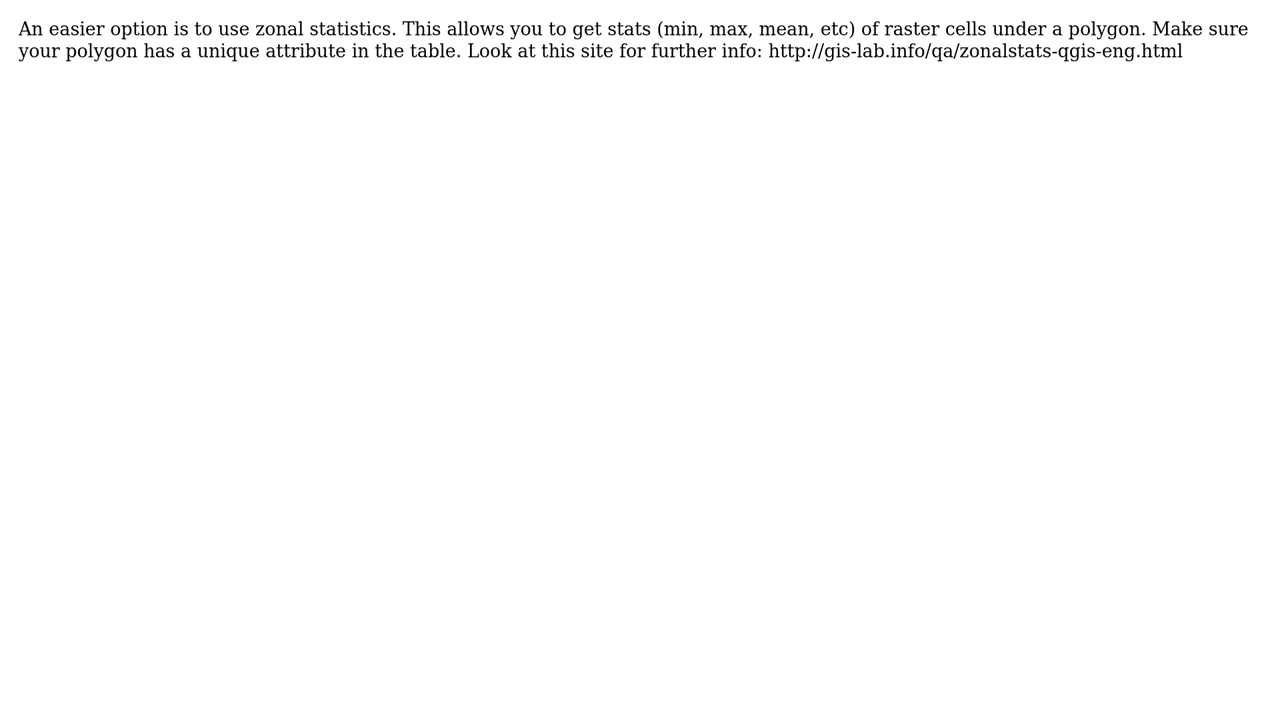 An easier option is to use zonal statistics. This allows you to get stats (min, max, mean, etc) of raster cells under a polygon. Make sure
your polygon has a unique attribute in the table. Look at this site for further info: http://gis-lab.info/qa/zonalstats-qgis-eng.html